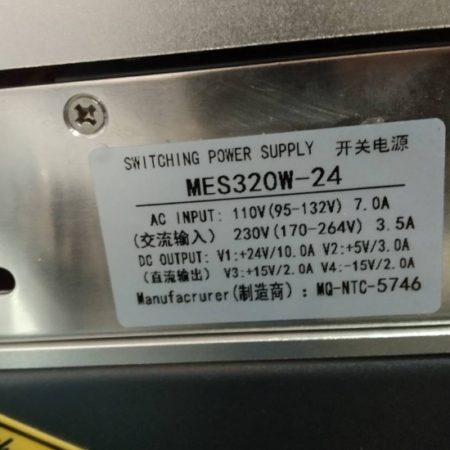 SWITCHING POWER SUPPLY 开关电源
MES320W-24
AC INPUT: 110V(95-132V) 7.0A
(交流输入) 230V(170-264V) 3.5A
DC OUTPUT: V1:+24V/10.0A V2:+5V/3.0A
(直流输出) V3:+15V/2.0A V4:-15V/2.0A
Manufacrurer(制造商): MQ-NTC-5746